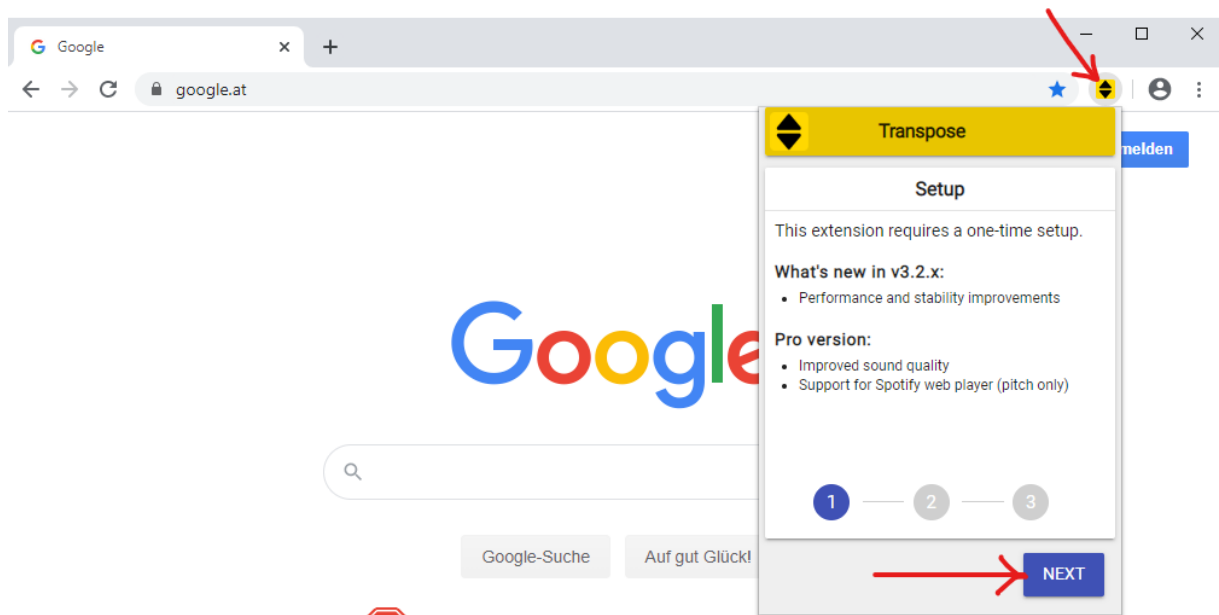 Google
google.at
Transpose
melden
Setup
This extension requires a one-time setup.
What's new in v3.2.x:
Performance and stability improvements
Pro version:
Improved sound quality
Support for Spotify web player (pitch only)
Google
1
2
3
Google-Suche
Auf gut Glück!
NEXT